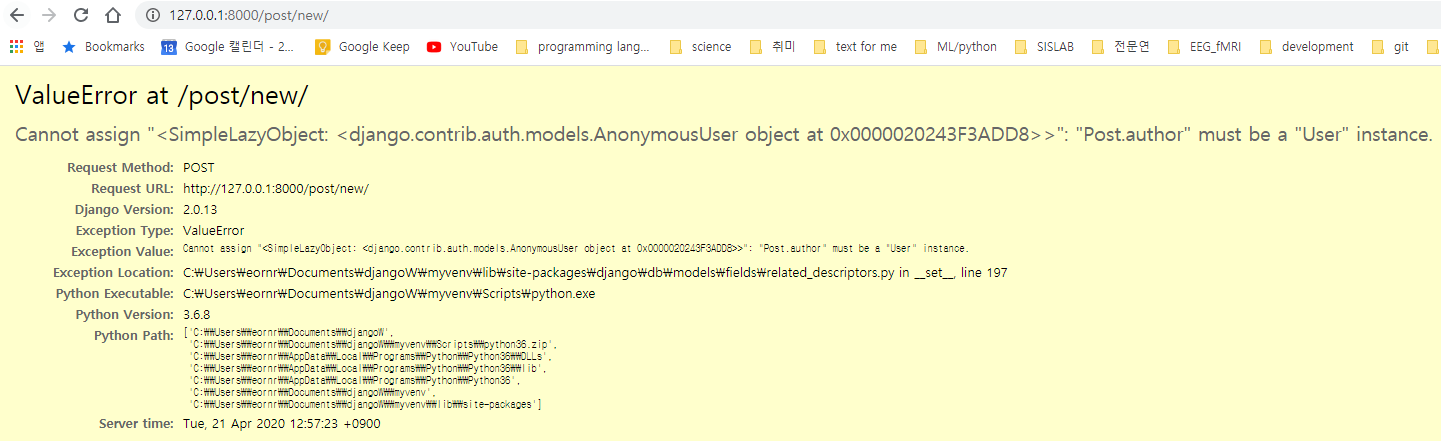 127.0.0.1:8000/post/new/
앱 Bookmarks Google 캘린더 - 2... Google Keep YouTube programming lang... science 취미 text for me ML/python SISLAB 전문연 EEG_fMRI development git
ValueError at /post/new/
Cannot assign "<SimpleLazyObject: <django.contrib.auth.models.AnonymousUser object at 0x0000020243F3ADD8>>": "Post.author" must be a "User" instance.
Request Method: POST
Request URL: http://127.0.0.1:8000/post/new/
Django Version: 2.0.13
Exception Type: ValueError
Exception Value: Cannot assign "<SimpleLazyObject: <django.contrib.auth.models.AnonymousUser object at 0x0000020243F3ADD8>>": "Post.author" must be a "User" instance.
Exception Location: C:₩Users₩eornr₩Documents₩djangoW₩myvenv₩lib₩site-packages₩django₩db₩models₩fields₩related_descriptors.py in __set__, line 197
Python Executable: C:₩Users₩eornr₩Documents₩djangoW₩myvenv₩Scripts₩python.exe
Python Version: 3.6.8
Python Path: ['C:₩₩Users₩₩eornr₩₩Documents₩₩djangoW',
'C:₩₩Users₩₩eornr₩₩Documents₩₩djangoW₩₩myvenv₩₩Scripts₩₩python36.zip',
'C:₩₩Users₩₩eornr₩₩AppData₩₩Local₩₩Programs₩₩Python₩₩Python36₩₩DLLs',
'C:₩₩Users₩₩eornr₩₩AppData₩₩Local₩₩Programs₩₩Python₩₩Python36₩₩lib',
'C:₩₩Users₩₩eornr₩₩AppData₩₩Local₩₩Programs₩₩Python₩₩Python36',
'C:₩₩Users₩₩eornr₩₩Documents₩₩djangoW₩₩myvenv',
'C:₩₩Users₩₩eornr₩₩Documents₩₩djangoW₩₩myvenv₩₩lib₩₩site-packages']
Server time: Tue, 21 Apr 2020 12:57:23 +0900